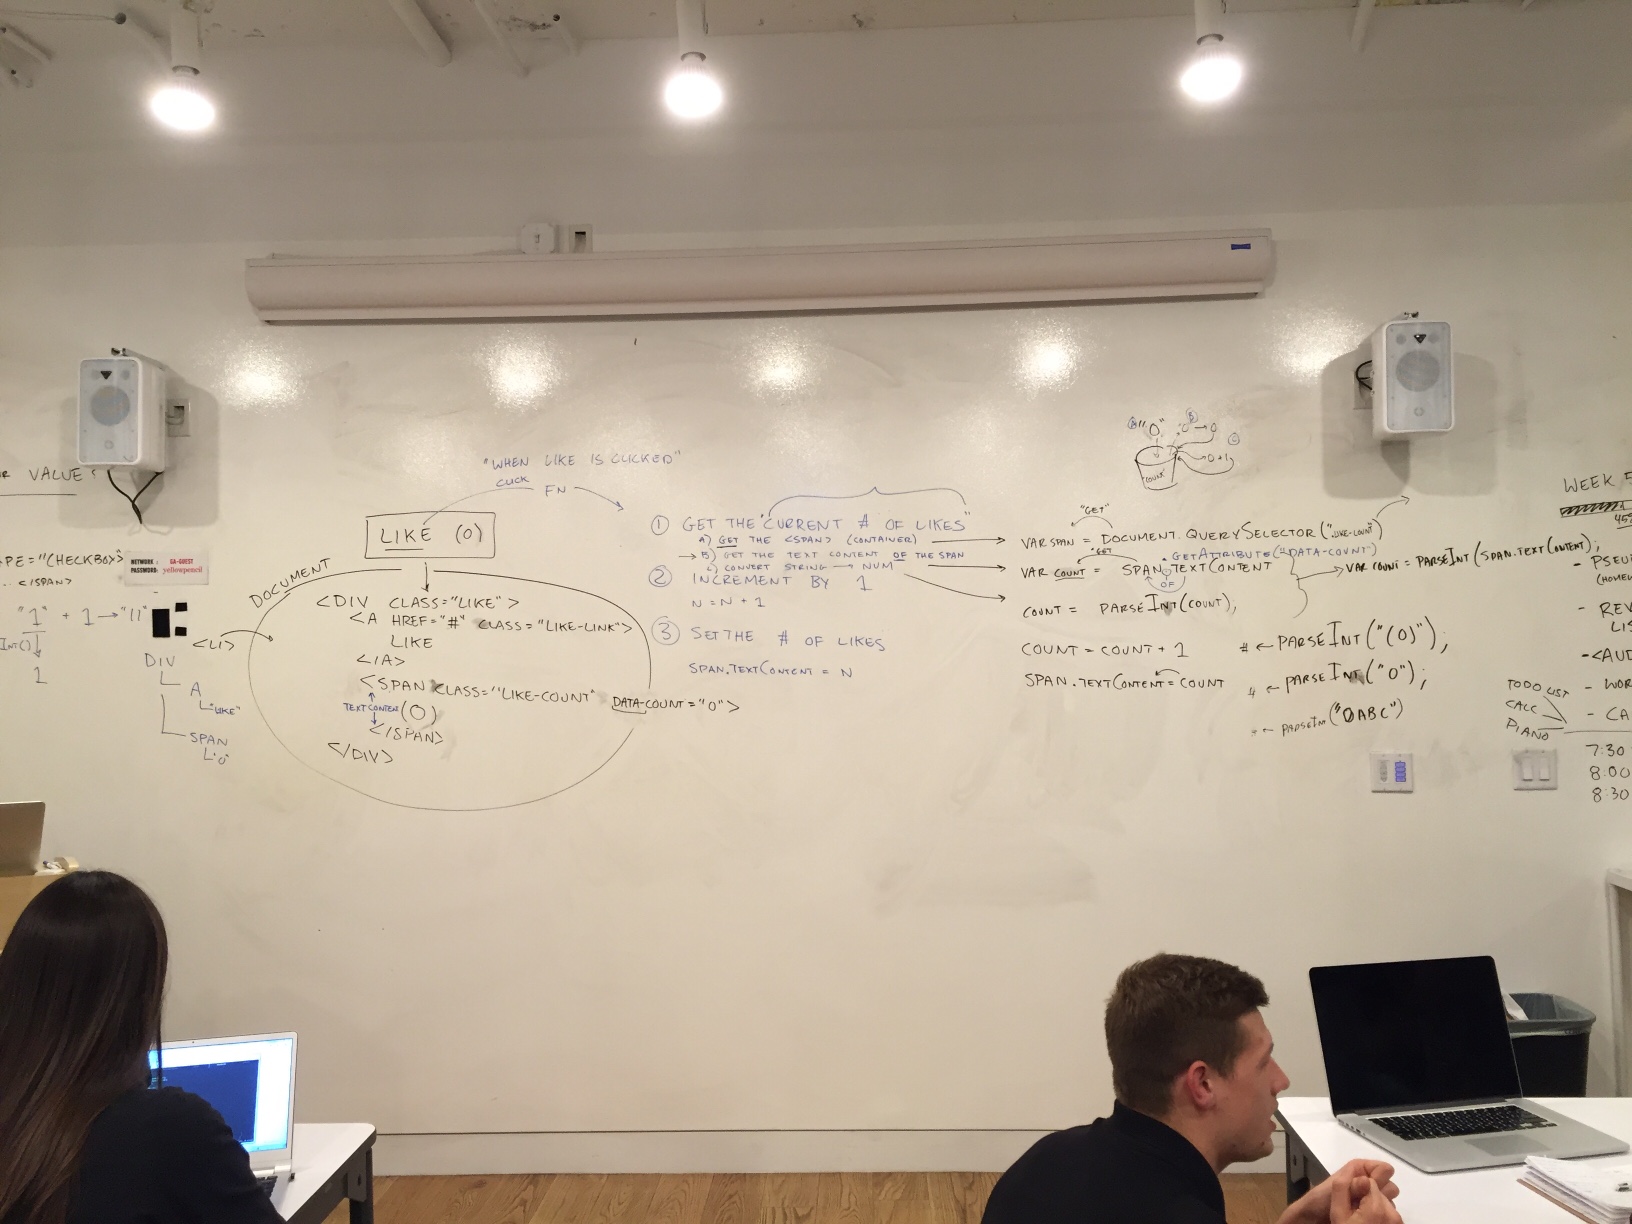 VALUE
PE="CHECKBOX">
</SPAN>
"1" + 1 → "11"
INT()
1
NETWORK: GA-GUEST
PASSWORD: yellowpencil
<LI>
DIV
A
"LIKE"
SPAN
"0"
"WHEN LIKE IS CLICKED"
CLICK
FN
LIKE (0)
DOCUMENT
<DIV CLASS="LIKE">
<A HREF="#" CLASS="LIKE-LINK">
LIKE
</A>
<SPAN CLASS="LIKE-COUNT" DATA-COUNT="0">
TEXTCONTENT (0)
</SPAN>
</DIV>
① GET THE "CURRENT # OF LIKES"
A) GET THE <SPAN> (CONTAINER)
→ B) GET THE TEXT CONTENT OF THE SPAN
C) CONVERT STRING → NUM
② INCREMENT BY 1
N = N + 1
③ SET THE # OF LIKES
SPAN.TEXTCONTENT = N
Ⓐ "0" Ⓑ "0" → 0
Ⓒ
0+1
"COUNT"
"GET"
VAR SPAN = DOCUMENT.QUERYSELECTOR(".LIKE-COUNT")
"GET" .GETATTRIBUTE("DATA-COUNT")
VAR COUNT = SPAN.TEXTCONTENT
OF
→ VAR COUNT = PARSEINT(SPAN.TEXTCONTENT);
COUNT = PARSEINT(COUNT);
COUNT = COUNT + 1
SPAN.TEXTCONTENT = COUNT
# ← PARSEINT("(0)");
# ← PARSEINT("0");
← PARSEINT("0ABC")
WEEK 5
45%
- PSEU
(HOMEW
- REV
LIS
- <AUD
- WOR
- CA
TODO LIST
CALC
PIANO
7:30
8:00
8:30